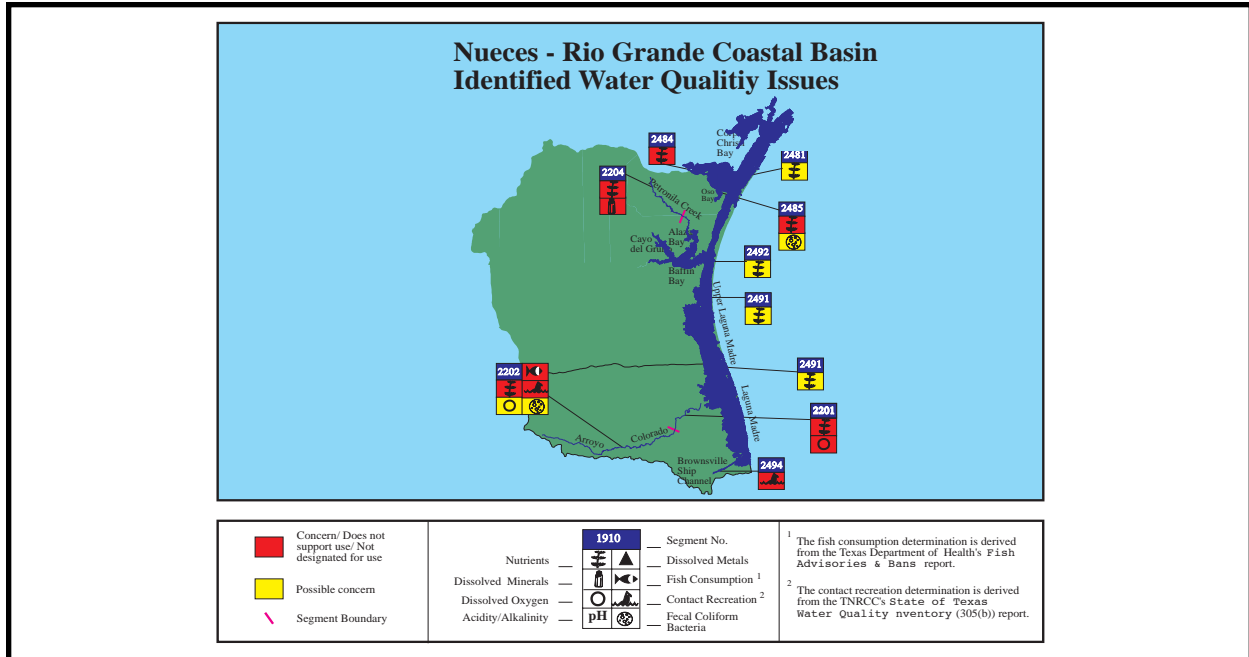 Nueces - Rio Grande Coastal Basin
Identified Water Qualitiy Issues
2484
2481
Christi
Bay
2204
Petronila Creek
Oso
Bay
2485
Cayo
del
Bay
2492
Baffin
Bay
2491
Upper Laguna Madre
2491
2202
Laguna Madre
2201
Arroyo
Colorado
Brownsville
Ship
Channel
2494
Concern/ Does not
support use/ Not
designated for use
Possible concern
Segment Boundary
1910
Segment No.
Nutrients
Dissolved Metals
Dissolved Minerals
Fish Consumption 1
Dissolved Oxygen
Contact Recreation 2
Acidity/Alkalinity
pH
Fecal Coliform
Bacteria
1 The fish consumption determination is derived
from the Texas Department of Health's Fish
Advisories & Bans report.
2 The contact recreation determination is derived
from the TNRCC's State of Texas
Water Quality nventory (305(b)) report.